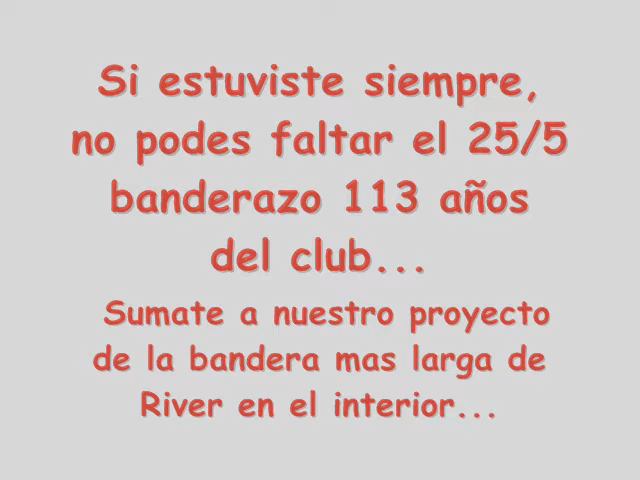 Si estuviste siempre,
no podes faltar el 25/5
banderazo 113 años
del club...
Sumate a nuestro proyecto
de la bandera mas larga de
River en el interior...